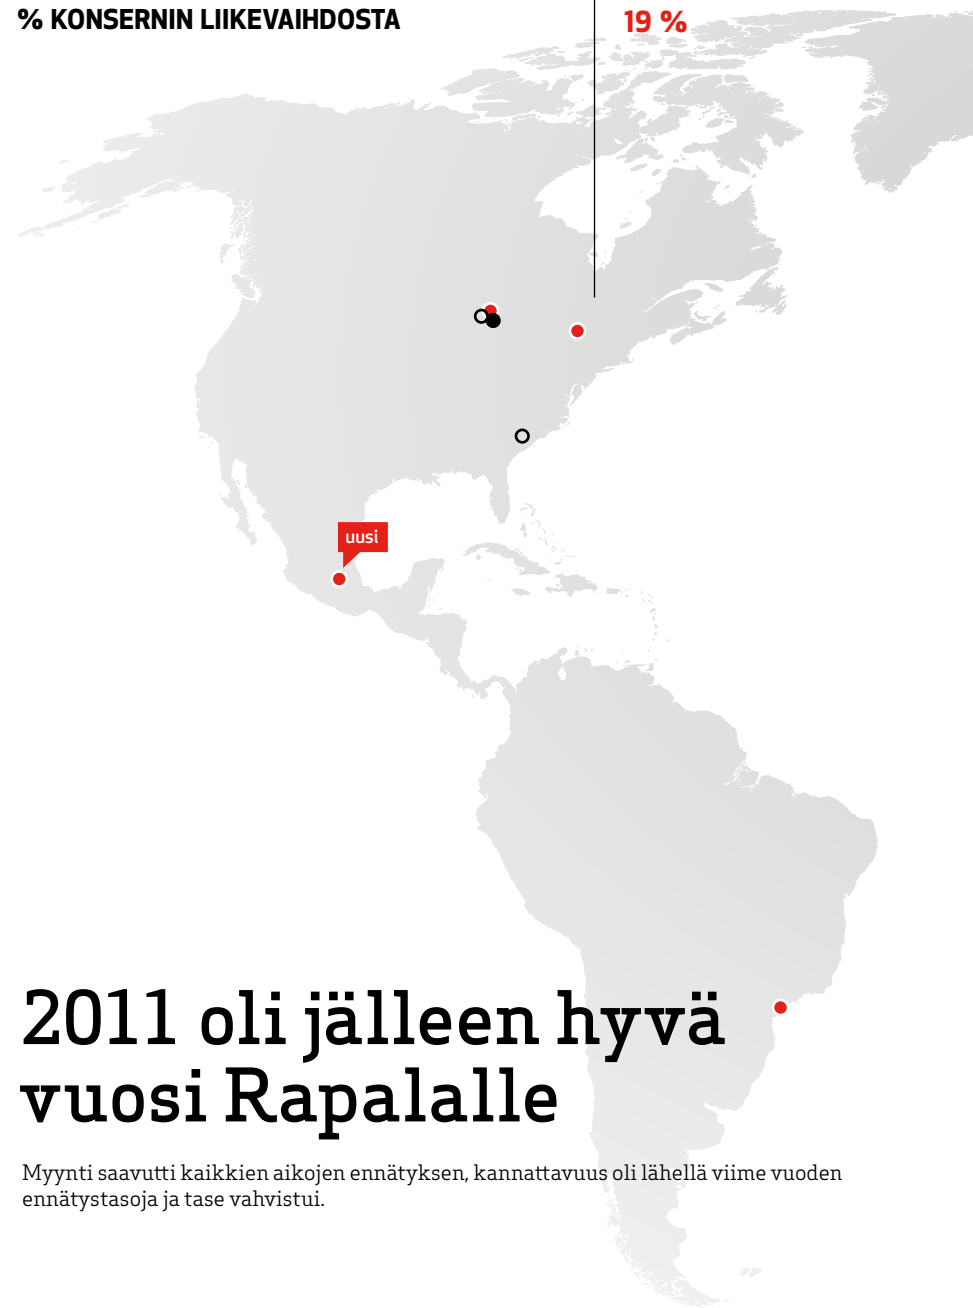 % KONSERNIN LIIKEVAIHDOSTA
19 %
uusi
2011 oli jälleen hyvä
vuosi Rapalalle
Myynti saavutti kaikkien aikojen ennätyksen, kannattavuus oli lähellä viime vuoden
ennätystasoja ja tase vahvistui.